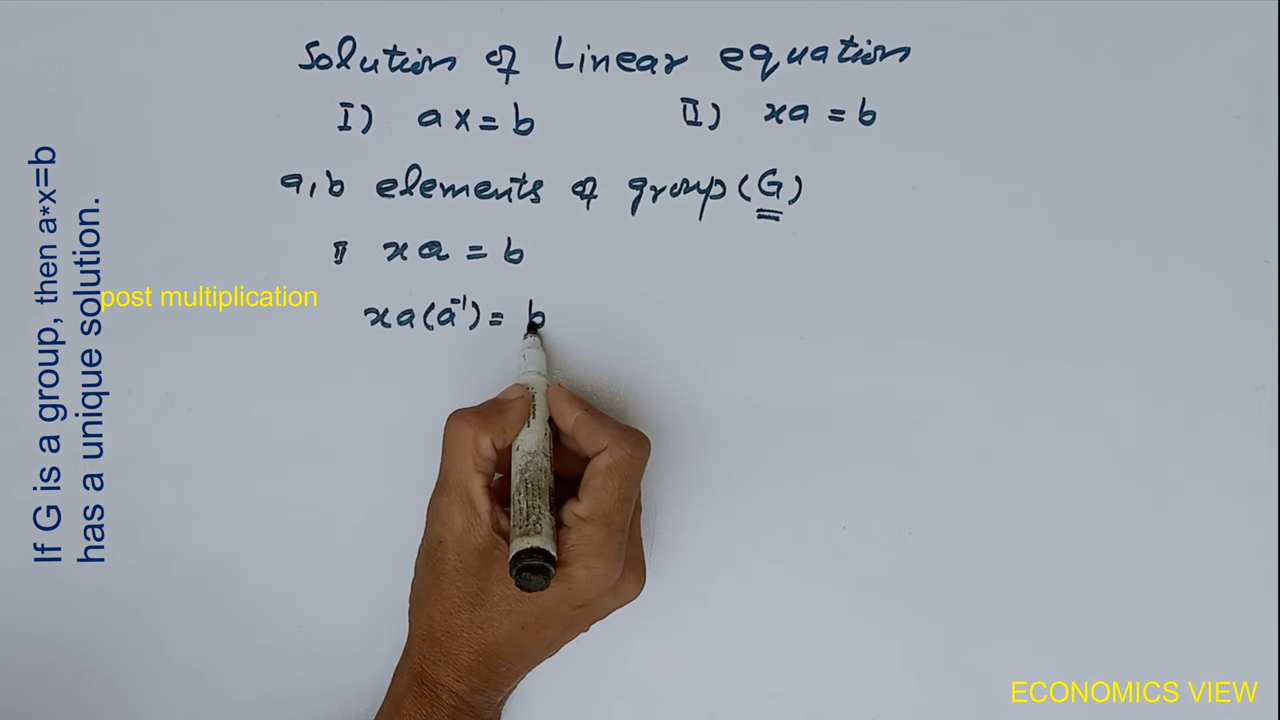 Solution of Linear equation
I) ax = b II) xa = b
a, b elements of group (G)
II xa = b
xa(a⁻¹) = b
post multiplication
If G is a group, then a*x=b
has a unique solution.
ECONOMICS VIEW